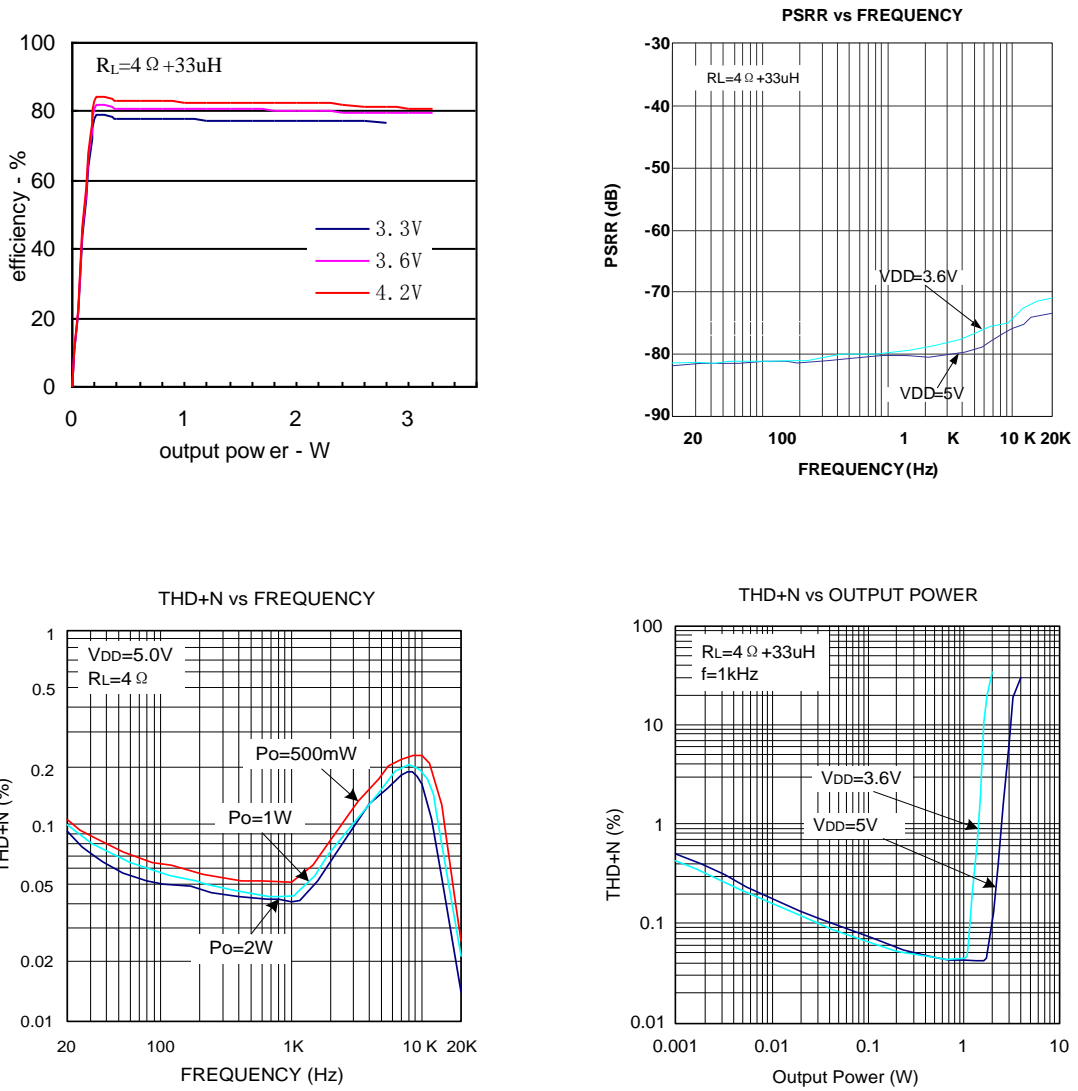 100
80
60
40
20
0
efficiency - %
RL=4 Ω+33uH
3.3V
3.6V
4.2V
0 1 2 3
output power - W
PSRR vs FREQUENCY
-30
-40
-50
-60
-70
-80
-90
PSRR (dB)
RL=4 Ω+33uH
VDD=3.6V
VDD=5V
20 100 1 K 10 K 20K
FREQUENCY(Hz)
THD+N vs FREQUENCY
1
0.5
0.2
0.1
0.05
0.02
0.01
THD+N (%)
VDD=5.0V
RL=4 Ω
Po=500mW
Po=1W
Po=2W
20 100 1K 10 K 20K
FREQUENCY (Hz)
THD+N vs OUTPUT POWER
100
10
1
0.1
0.01
THD+N (%)
RL=4 Ω+33uH
f=1kHz
VDD=3.6V
VDD=5V
0.001 0.01 0.1 1 10
Output Power (W)